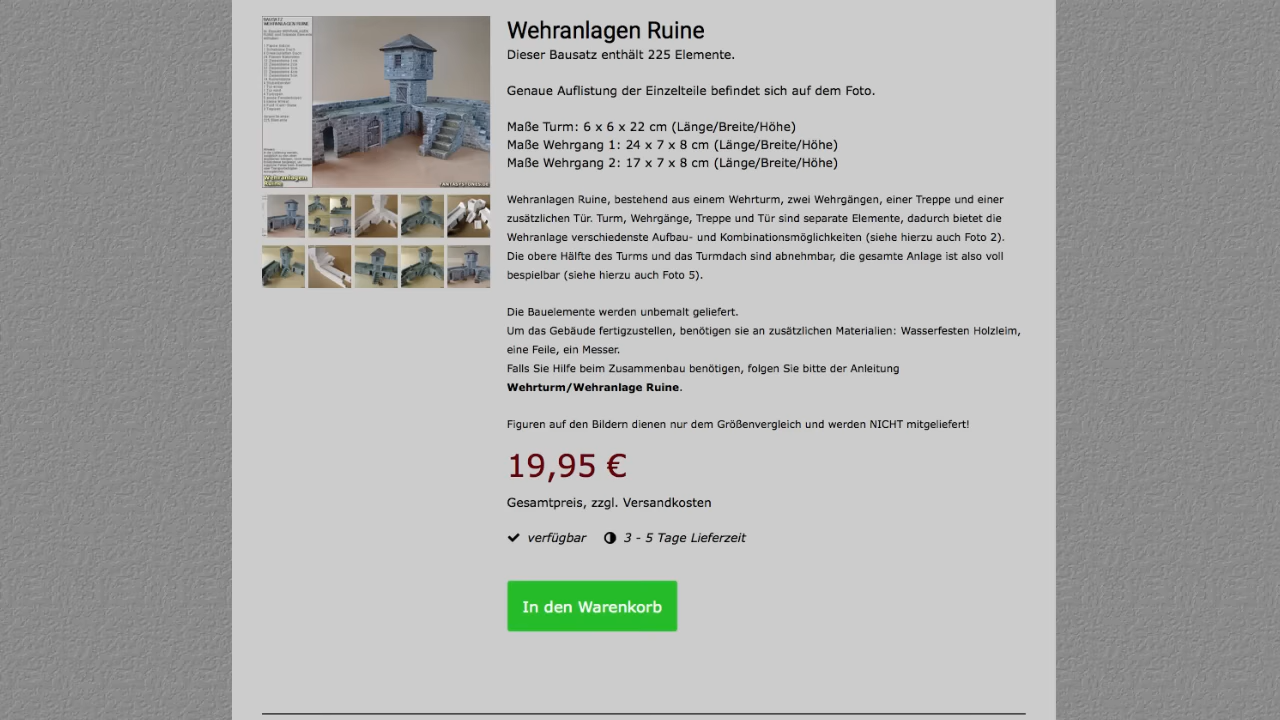 BAUSATZ
WEHRANLAGEN RUINE
Wehranlagen
Ruine
FANTASYSTONES.DE
Wehranlagen Ruine
Dieser Bausatz enthält 225 Elemente.
Genaue Auflistung der Einzelteile befindet sich auf dem Foto.
Maße Turm: 6 x 6 x 22 cm (Länge/Breite/Höhe)
Maße Wehrgang 1: 24 x 7 x 8 cm (Länge/Breite/Höhe)
Maße Wehrgang 2: 17 x 7 x 8 cm (Länge/Breite/Höhe)
Wehranlagen Ruine, bestehend aus einem Wehrturm, zwei Wehrgängen, einer Treppe und einer
zusätzlichen Tür. Turm, Wehrgänge, Treppe und Tür sind separate Elemente, dadurch bietet die
Wehranlage verschiedenste Aufbau- und Kombinationsmöglichkeiten (siehe hierzu auch Foto 2).
Die obere Hälfte des Turms und das Turmdach sind abnehmbar, die gesamte Anlage ist also voll
bespielbar (siehe hierzu auch Foto 5).
Die Bauelemente werden unbemalt geliefert.
Um das Gebäude fertigzustellen, benötigen sie an zusätzlichen Materialien: Wasserfesten Holzleim,
eine Feile, ein Messer.
Falls Sie Hilfe beim Zusammenbau benötigen, folgen Sie bitte der Anleitung
Wehrturm/Wehranlage Ruine.
Figuren auf den Bildern dienen nur dem Größenvergleich und werden NICHT mitgeliefert!
19,95 €
Gesamtpreis, zzgl. Versandkosten
verfügbar 3 - 5 Tage Lieferzeit
In den Warenkorb